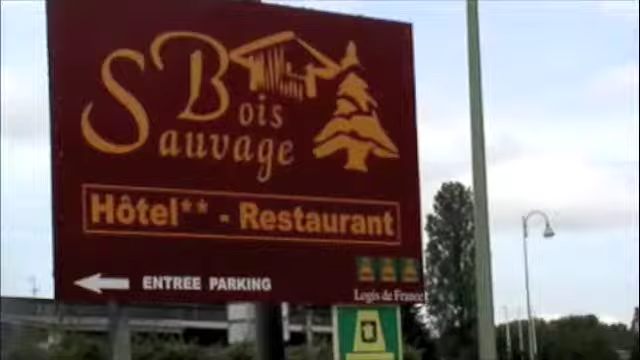 Bois
Sauvage
Hôtel** - Restaurant
ENTREE PARKING
Logis de France